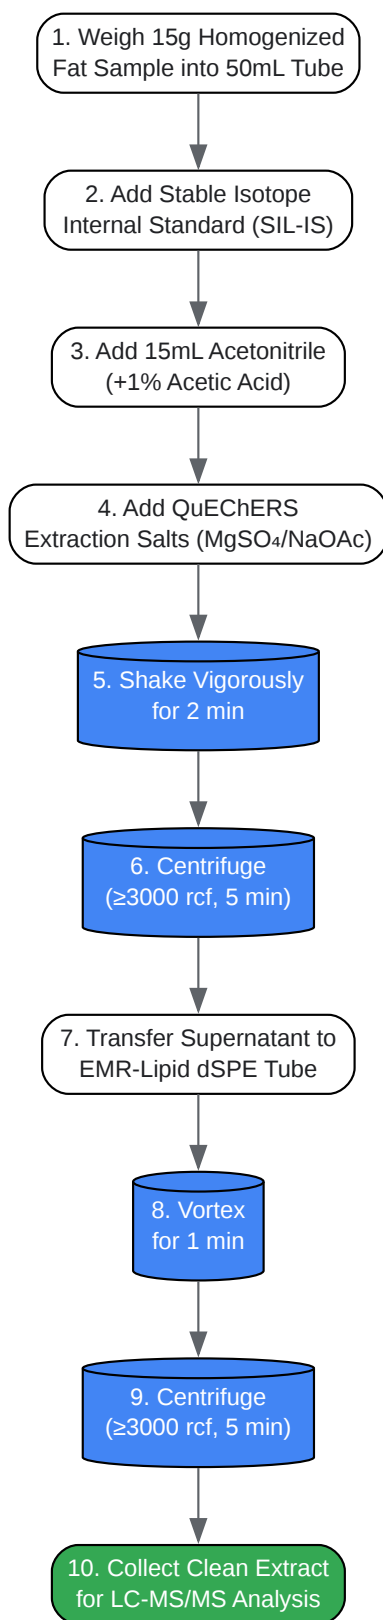 1. Weigh 15g Homogenized
Fat Sample into 50mL Tube
2. Add Stable Isotope
Internal Standard (SIL-IS)
3. Add 15mL Acetonitrile
(+1% Acetic Acid)
4. Add QuEChERS
Extraction Salts (MgSO₄/NaOAc)
5. Shake Vigorously
for 2 min
6. Centrifuge
(≥3000 rcf, 5 min)
7. Transfer Supernatant to
EMR-Lipid dSPE Tube
8. Vortex
for 1 min
9. Centrifuge
(≥3000 rcf, 5 min)
10. Collect Clean Extract
for LC-MS/MS Analysis